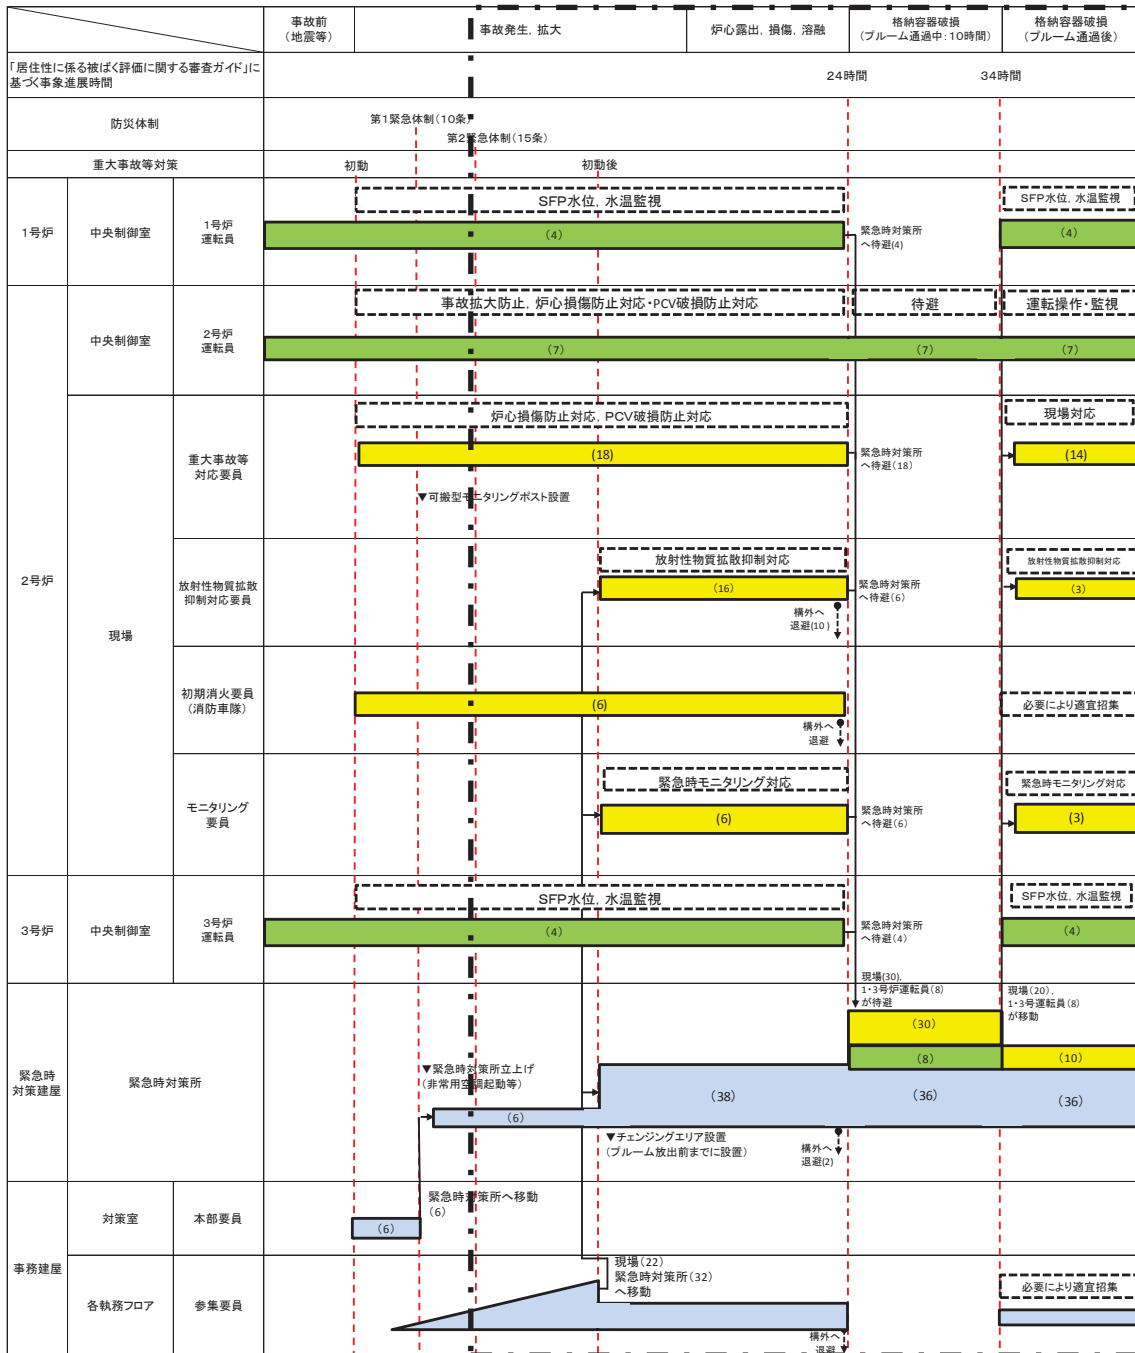 事故前
(地震等)
事故発生，拡大
炉心露出，損傷，溶融
格納容器破損
(プルーム通過中：10時間)
格納容器破損
(プルーム通過後)
「居住性に係る被ばく評価に関する審査ガイド」に
基づく事象進展時間
24時間
34時間
防災体制
第1緊急体制(10条)
第2緊急体制(15条)
重大事故等対策
初動
初動後
1号炉
中央制御室
1号炉
運転員
SFP水位，水温監視
(4)
緊急時対策所
へ待避(4)
SFP水位，水温監視
(4)
2号炉
中央制御室
2号炉
運転員
事故拡大防止，炉心損傷防止対応・PCV破損防止対応
待避
運転操作・監視
(7)
(7)
(7)
現場
重大事故等
対応要員
炉心損傷防止対応，PCV破損防止対応
(18)
緊急時対策所
へ待避(18)
現場対応
(14)
▼可搬型モニタリングポスト設置
放射性物質拡散
抑制対応要員
放射性物質拡散抑制対応
(16)
緊急時対策所
へ待避(6)
構外へ
退避(10)
放射性物質拡散抑制対応
(3)
初期消火要員
(消防車隊)
(6)
構外へ
退避
必要により適宜招集
モニタリング
要員
緊急時モニタリング対応
(6)
緊急時対策所
へ待避(6)
緊急時モニタリング対応
(3)
3号炉
中央制御室
3号炉
運転員
SFP水位，水温監視
(4)
緊急時対策所
へ待避(4)
SFP水位，水温監視
(4)
緊急時
対策建屋
緊急時対策所
現場(30)，
1・3号炉運転員(8)
が待避
現場(20)，
1・3号運転員(8)
が移動
(30)
(8)
(10)
▼緊急時対策所立上げ
(非常用空調起動等)
(6)
(38)
(36)
(36)
▼チェンジングエリア設置
(プルーム放出前までに設置)
構外へ
退避(2)
事務建屋
対策室
本部要員
緊急時対策所へ移動
(6)
(6)
各執務フロア
参集要員
現場(22)
緊急時対策所(32)
へ移動
構外へ
退避
必要により適宜招集